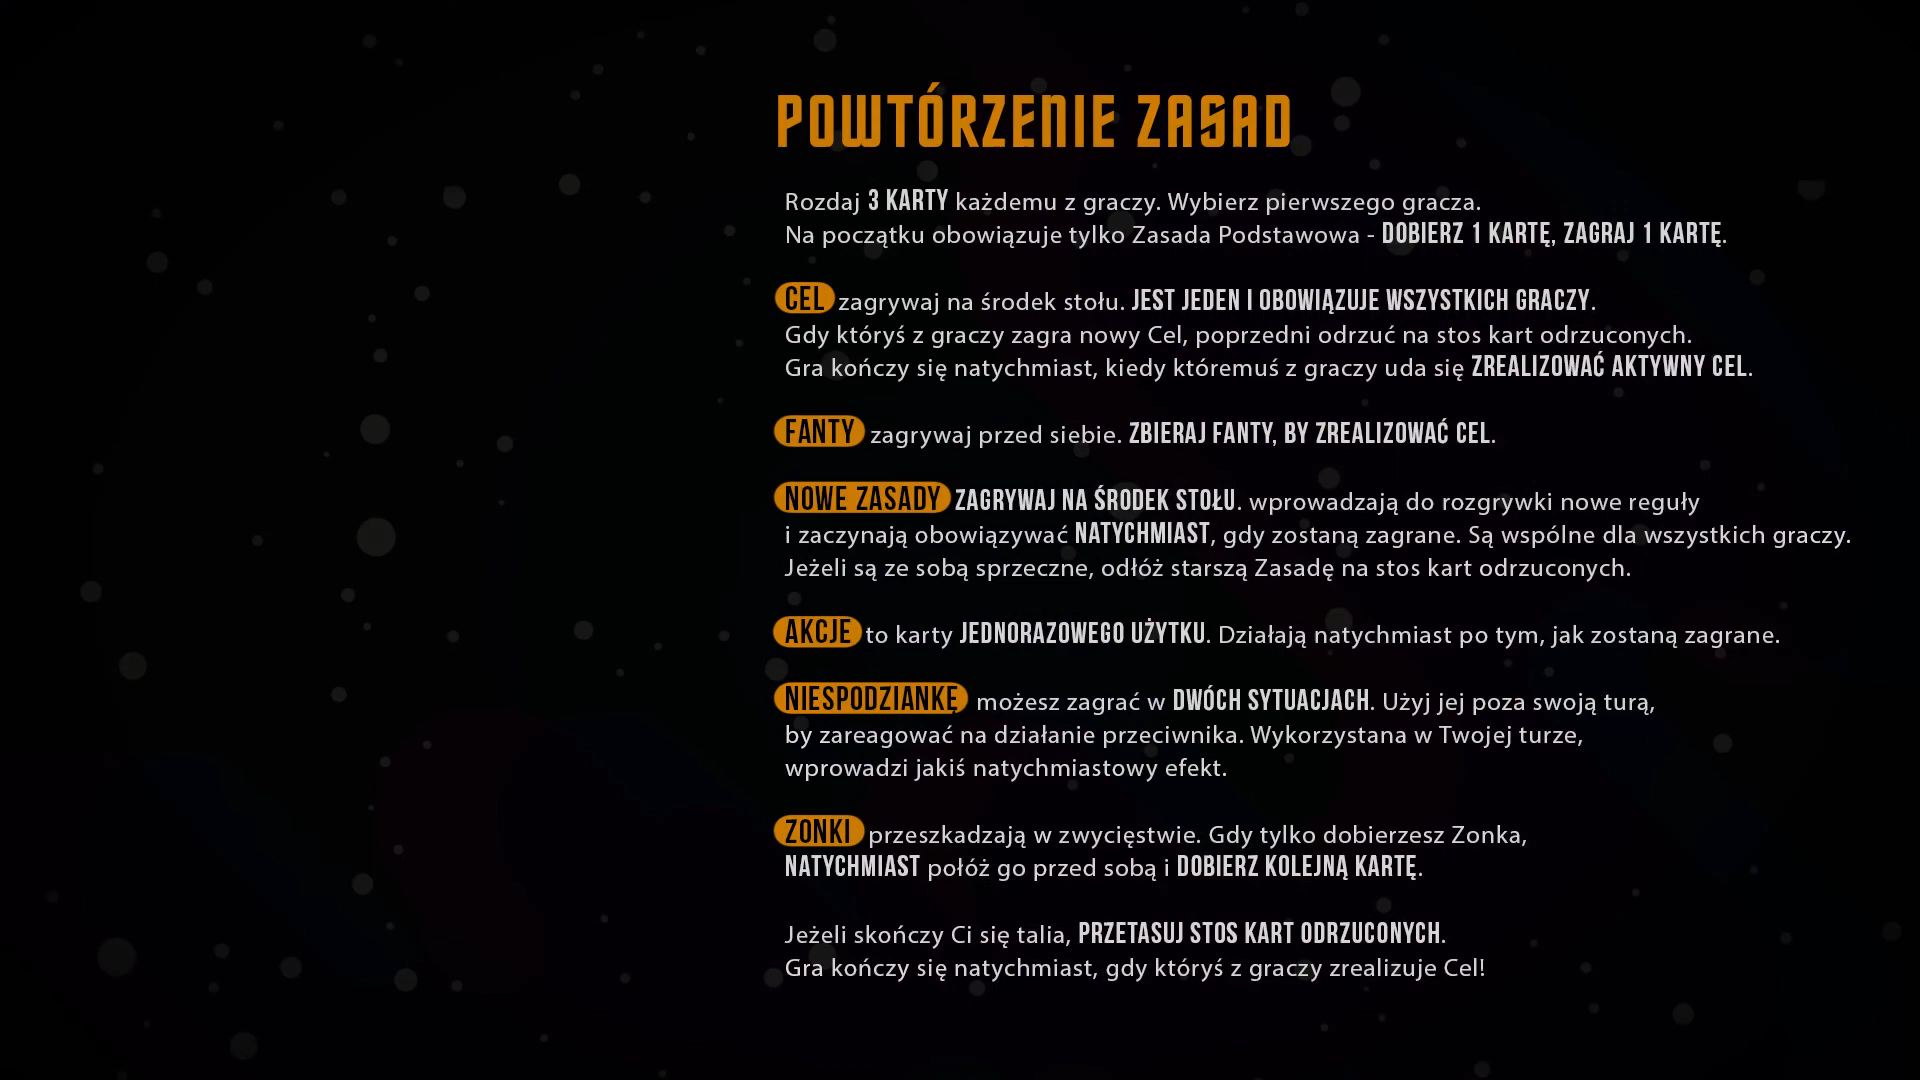 POWTÓRZENIE ZASAD
Rozdaj 3 KARTY każdemu z graczy. Wybierz pierwszego gracza.
Na początku obowiązuje tylko Zasada Podstawowa - DOBIERZ 1 KARTĘ, ZAGRAJ 1 KARTĘ.
CEL zagrywaj na środek stołu. JEST JEDEN I OBOWIĄZUJE WSZYSTKICH GRACZY.
Gdy któryś z graczy zagra nowy Cel, poprzedni odrzuć na stos kart odrzuconych.
Gra kończy się natychmiast, kiedy któremuś z graczy uda się ZREALIZOWAĆ AKTYWNY CEL.
FANTY zagrywaj przed siebie. ZBIERAJ FANTY, BY ZREALIZOWAĆ CEL.
NOWE ZASADY ZAGRYWAJ NA ŚRODEK STOŁU. wprowadzają do rozgrywki nowe reguły
i zaczynają obowiązywać NATYCHMIAST, gdy zostaną zagrane. Są wspólne dla wszystkich graczy.
Jeżeli są ze sobą sprzeczne, odłóż starszą Zasadę na stos kart odrzuconych.
AKCJE to karty JEDNORAZOWEGO UŻYTKU. Działają natychmiast po tym, jak zostaną zagrane.
NIESPODZIANKĘ możesz zagrać w DWÓCH SYTUACJACH. Użyj jej poza swoją turą,
by zareagować na działanie przeciwnika. Wykorzystana w Twojej turze,
wprowadzi jakiś natychmiastowy efekt.
ZONKI przeszkadzają w zwycięstwie. Gdy tylko dobierzesz Zonka,
NATYCHMIAST połóż go przed sobą i DOBIERZ KOLEJNĄ KARTĘ.
Jeżeli skończy Ci się talia, PRZETASUJ STOS KART ODRZUCONYCH.
Gra kończy się natychmiast, gdy któryś z graczy zrealizuje Cel!